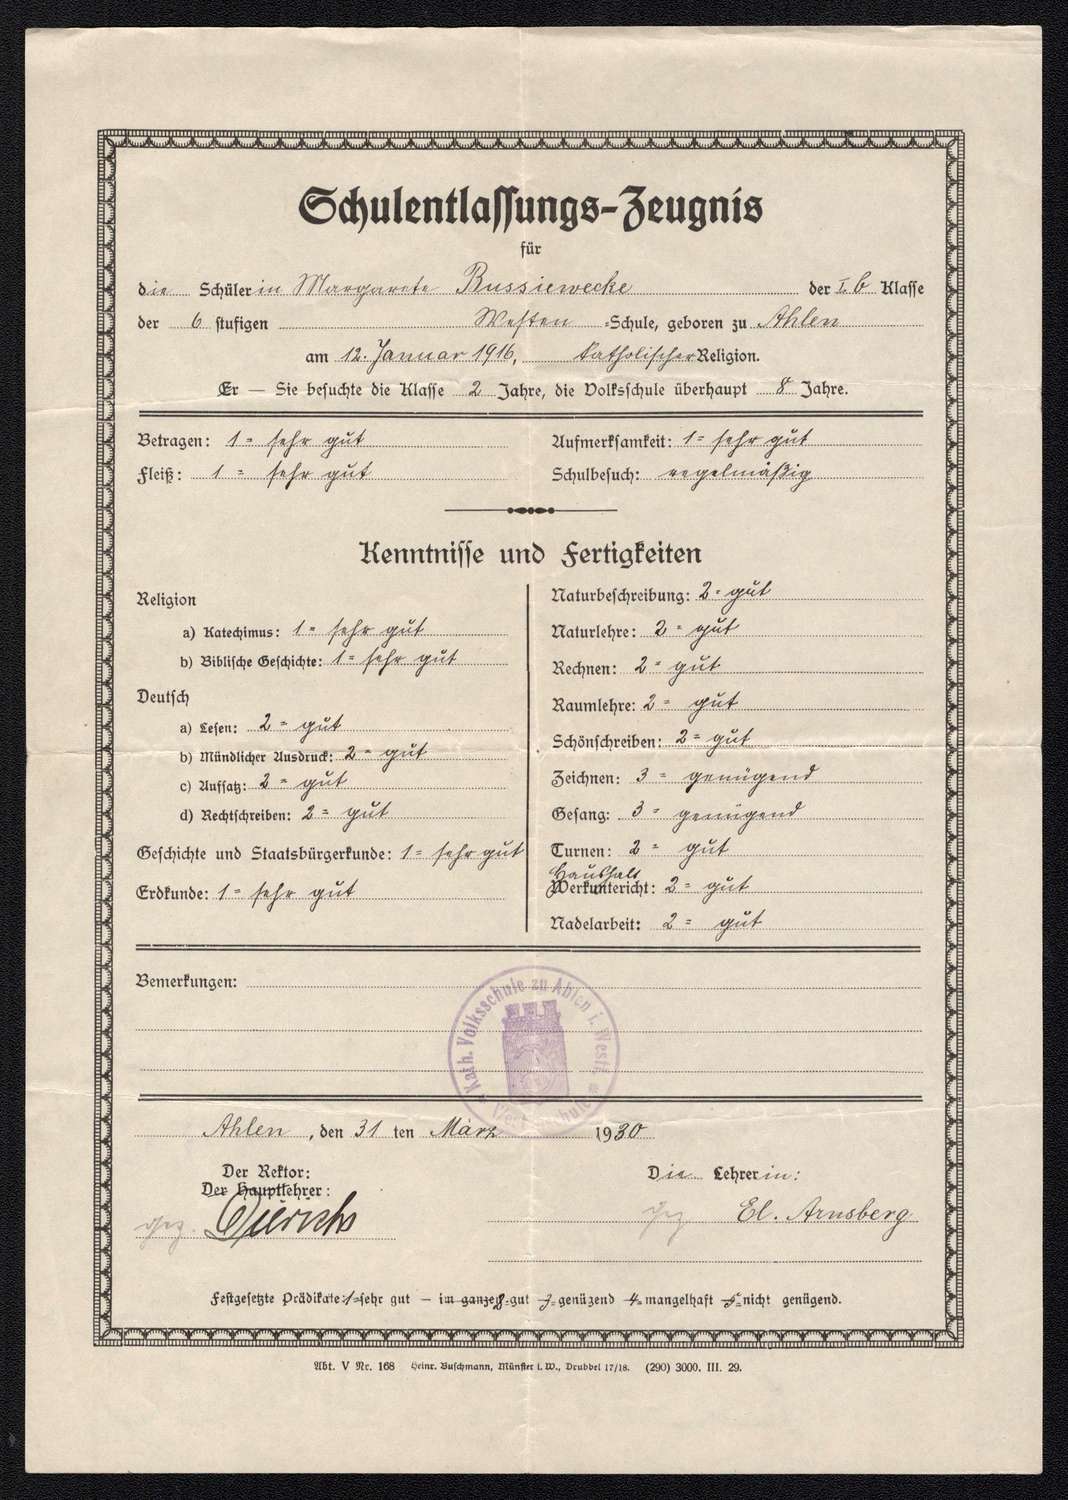 Schulentlassungs-Zeugnis
für
die Schülerin Margarete Bussiewecke der I. b Klasse
der 6 stufigen Westen =Schule, geboren zu Ahlen
am 12. Januar 1916, katholischer Religion.
Er — Sie besuchte die Klasse 2 Jahre, die Volksschule überhaupt 8 Jahre.
Betragen: 1 = sehr gut
Aufmerksamkeit: 1 = sehr gut
Fleiß: 1 = sehr gut
Schulbesuch: regelmäßig
Kenntnisse und Fertigkeiten
Religion
a) Katechimus: 1 = sehr gut
b) Biblische Geschichte: 1 = sehr gut
Deutsch
a) Lesen: 2 = gut
b) Mündlicher Ausdruck: 2 = gut
c) Aufsatz: 2 = gut
d) Rechtschreiben: 2 = gut
Geschichte und Staatsbürgerkunde: 1 = sehr gut
Erdkunde: 1 = sehr gut
Naturbeschreibung: 2 = gut
Naturlehre: 2 = gut
Rechnen: 2 = gut
Raumlehre: 2 = gut
Schönschreiben: 2 = gut
Zeichnen: 3 = genügend
Gesang: 3 = genügend
Turnen: 2 = gut
Haushalt
Werkuntericht: 2 = gut
Nadelarbeit: 2 = gut
Bemerkungen:
Kath. Volksschule zu Ahlen i. Westf.
Ahlen, den 31 ten März 1930
Der Rektor:
Der Hauptlehrer:
Die Lehrerin:
gez.
gez. El. Arnsberg
Festgesetzte Prädikate: 1=sehr gut — im ganzen 2=gut 3=genügend 4=mangelhaft 5=nicht genügend.
Abt. V Nr. 168 Heinr. Buschmann, Münster i. W., Drubbel 17/18. (290) 3000. III. 29.